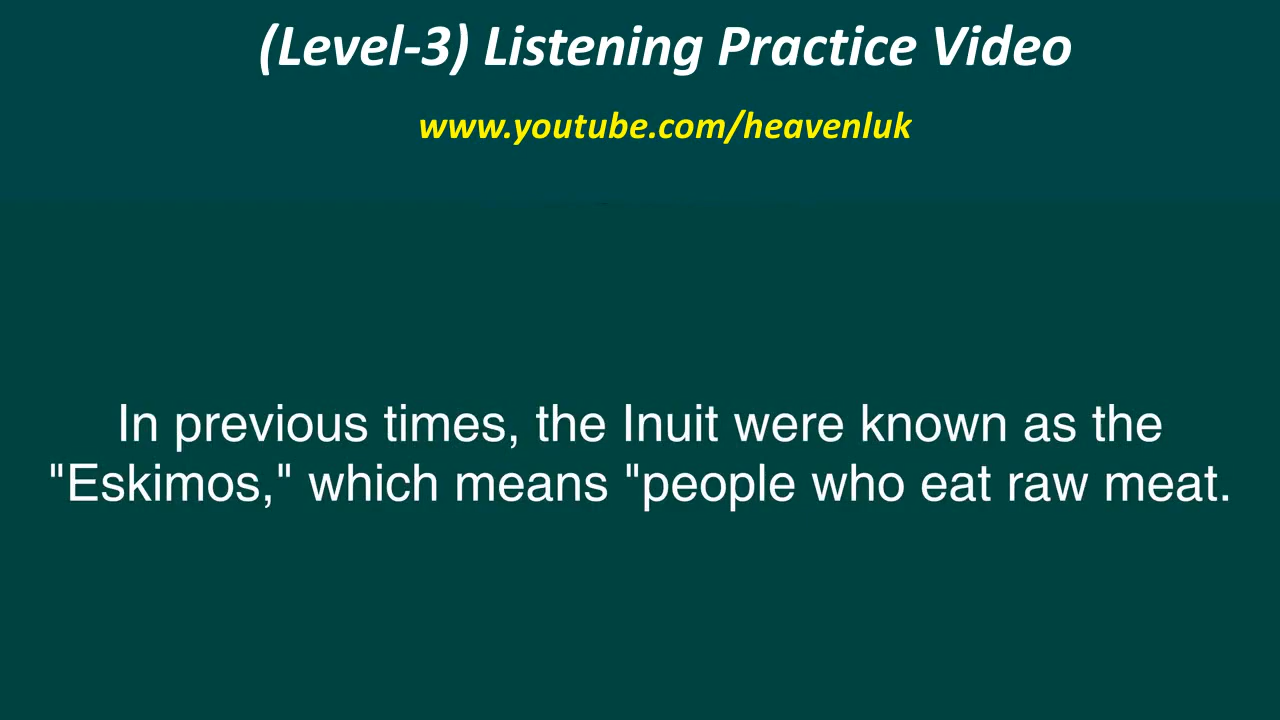 (Level-3) Listening Practice Video
www.youtube.com/heavenluk
In previous times, the Inuit were known as the
"Eskimos," which means "people who eat raw meat.